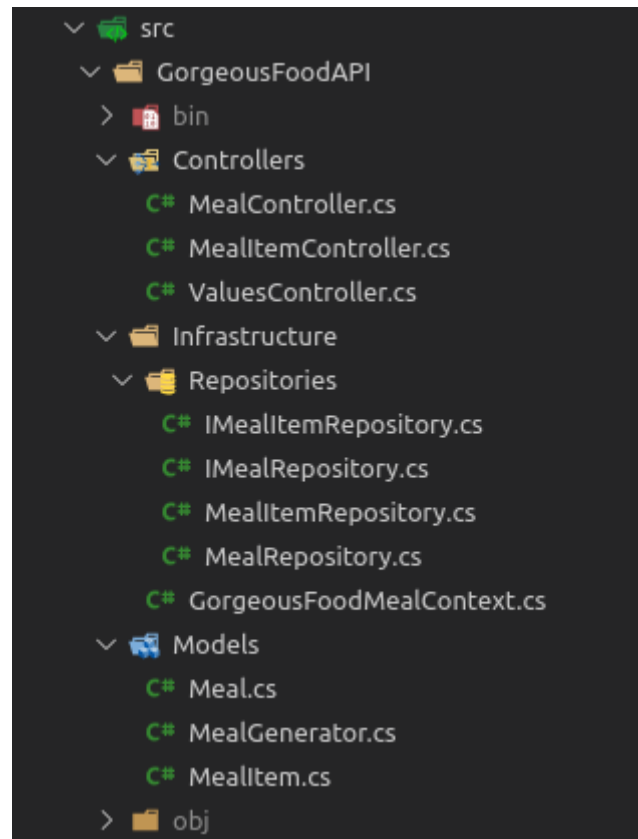 src
GorgeousFoodAPI
bin
Controllers
C# MealController.cs
C# MealItemController.cs
C# ValuesController.cs
Infrastructure
Repositories
C# IMealItemRepository.cs
C# IMealRepository.cs
C# MealItemRepository.cs
C# MealRepository.cs
C# GorgeousFoodMealContext.cs
Models
C# Meal.cs
C# MealGenerator.cs
C# MealItem.cs
obj